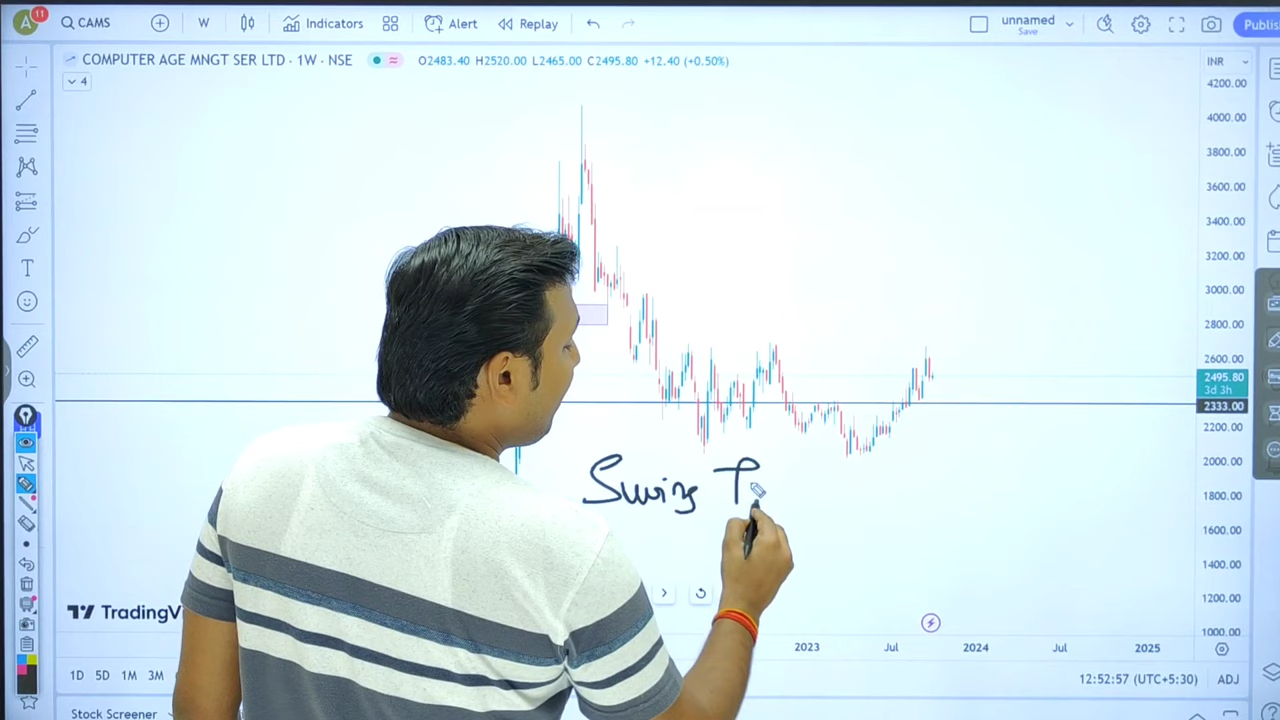 A 11 CAMS W Indicators Alert Replay unnamed Save Publis
COMPUTER AGE MNGT SER LTD · 1W · NSE O2483.40 H2520.00 L2465.00 C2495.80 +12.40 (+0.50%) INR
4
4200.00
4000.00
3800.00
3600.00
3400.00
3200.00
3000.00
2800.00
2600.00
2495.80
3d 3h
2333.00
2200.00
2000.00
1800.00
1600.00
1400.00
1200.00
1000.00
Swing T
TradingV
2023 Jul 2024 Jul 2025
1D 5D 1M 3M 12:52:57 (UTC+5:30) ADJ
Stock Screener